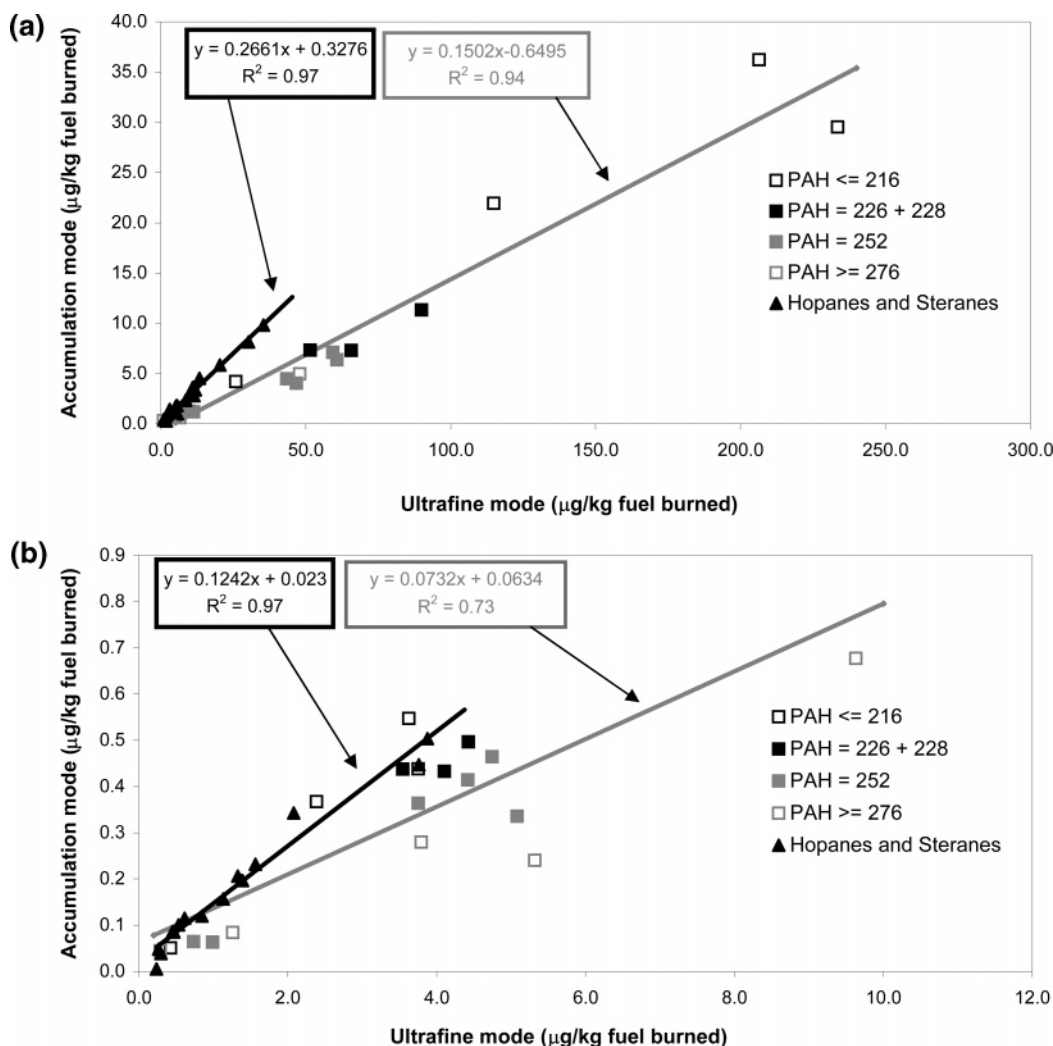 (a)
40.0
35.0
30.0
25.0
20.0
15.0
10.0
5.0
0.0
Accumulation mode (μg/kg fuel burned)
y = 0.2661x + 0.3276
R² = 0.97
y = 0.1502x-0.6495
R² = 0.94
PAH <= 216
PAH = 226 + 228
PAH = 252
PAH >= 276
Hopanes and Steranes
0.0 50.0 100.0 150.0 200.0 250.0 300.0
Ultrafine mode (μg/kg fuel burned)
(b)
0.9
0.8
0.7
0.6
0.5
0.4
0.3
0.2
0.1
0.0
Accumulation mode (μg/kg fuel burned)
y = 0.1242x + 0.023
R² = 0.97
y = 0.0732x + 0.0634
R² = 0.73
PAH <= 216
PAH = 226 + 228
PAH = 252
PAH >= 276
Hopanes and Steranes
0.0 2.0 4.0 6.0 8.0 10.0 12.0
Ultrafine mode (μg/kg fuel burned)